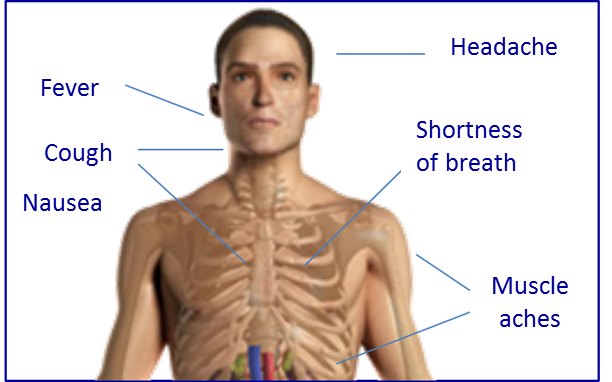 Headache
Fever
Shortness
of breath
Cough
Nausea
Muscle
aches